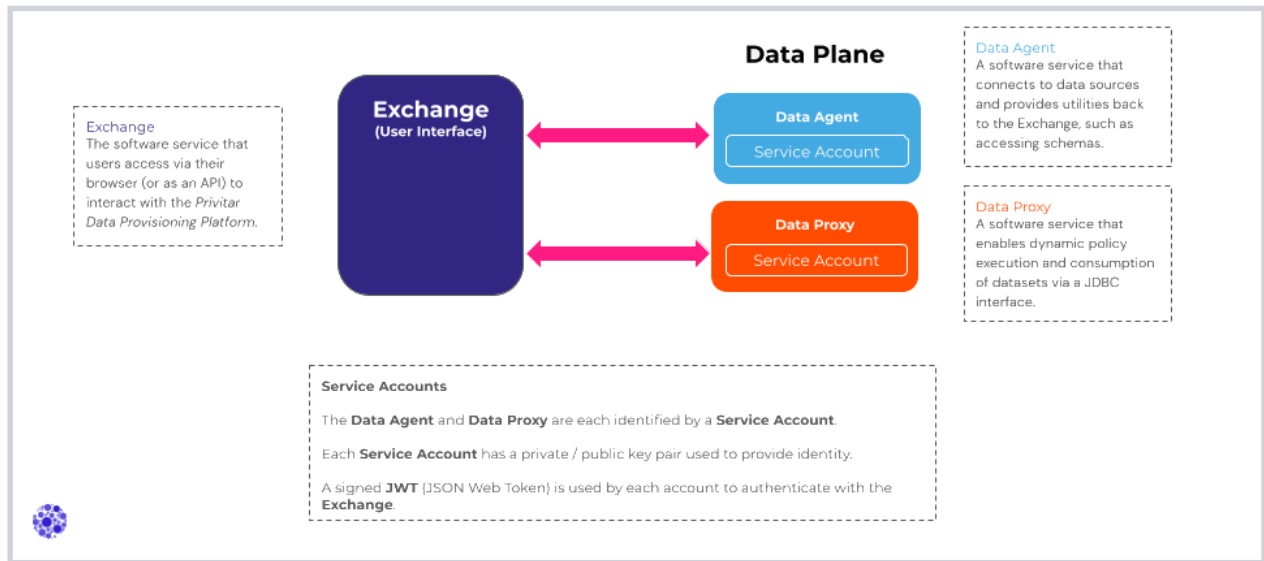 Data Plane
Exchange
The software service that
users access via their
browser (or as an API) to
interact with the Privitar
Data Provisioning Platform.
Exchange
(User Interface)
Data Agent
Service Account
Data Proxy
Service Account
Data Agent
A software service that
connects to data sources
and provides utilities back
to the Exchange, such as
accessing schemas.
Data Proxy
A software service that
enables dynamic policy
execution and consumption
of datasets via a JDBC
interface.
Service Accounts
The Data Agent and Data Proxy are each identified by a Service Account.
Each Service Account has a private / public key pair used to provide identity.
A signed JWT (JSON Web Token) is used by each account to authenticate with the
Exchange.